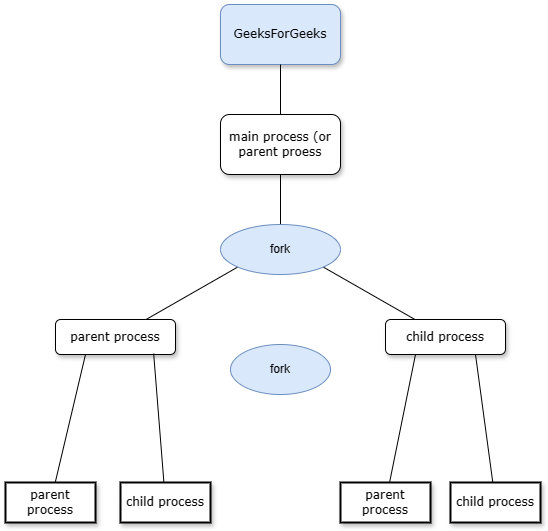 GeeksForGeeks
main process (or
parent proess
fork
parent process
child process
fork
parent
process
child process
parent
process
child process